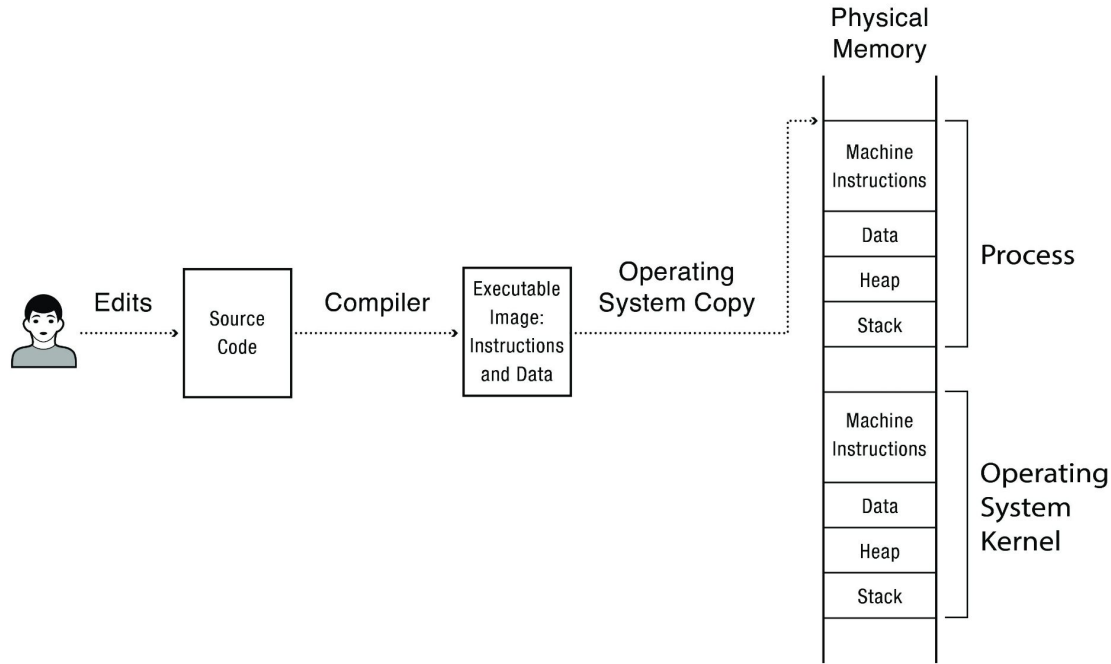 Physical
Memory
Machine
Instructions
Data
Heap
Stack
Process
Edits
Source
Code
Compiler
Executable
Image:
Instructions
and Data
Operating
System Copy
Machine
Instructions
Data
Heap
Stack
Operating
System
Kernel